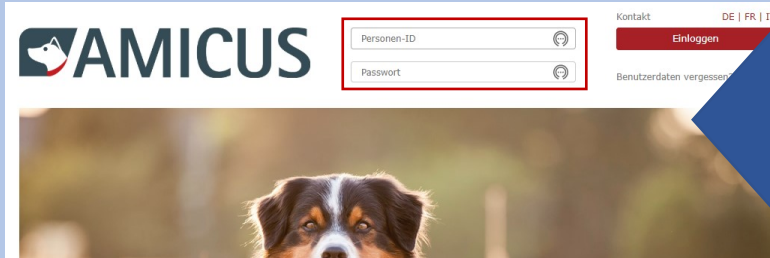 AMICUS
Personen-ID
Passwort
Kontakt
DE | FR | I
Einloggen
Benutzerdaten vergessen?